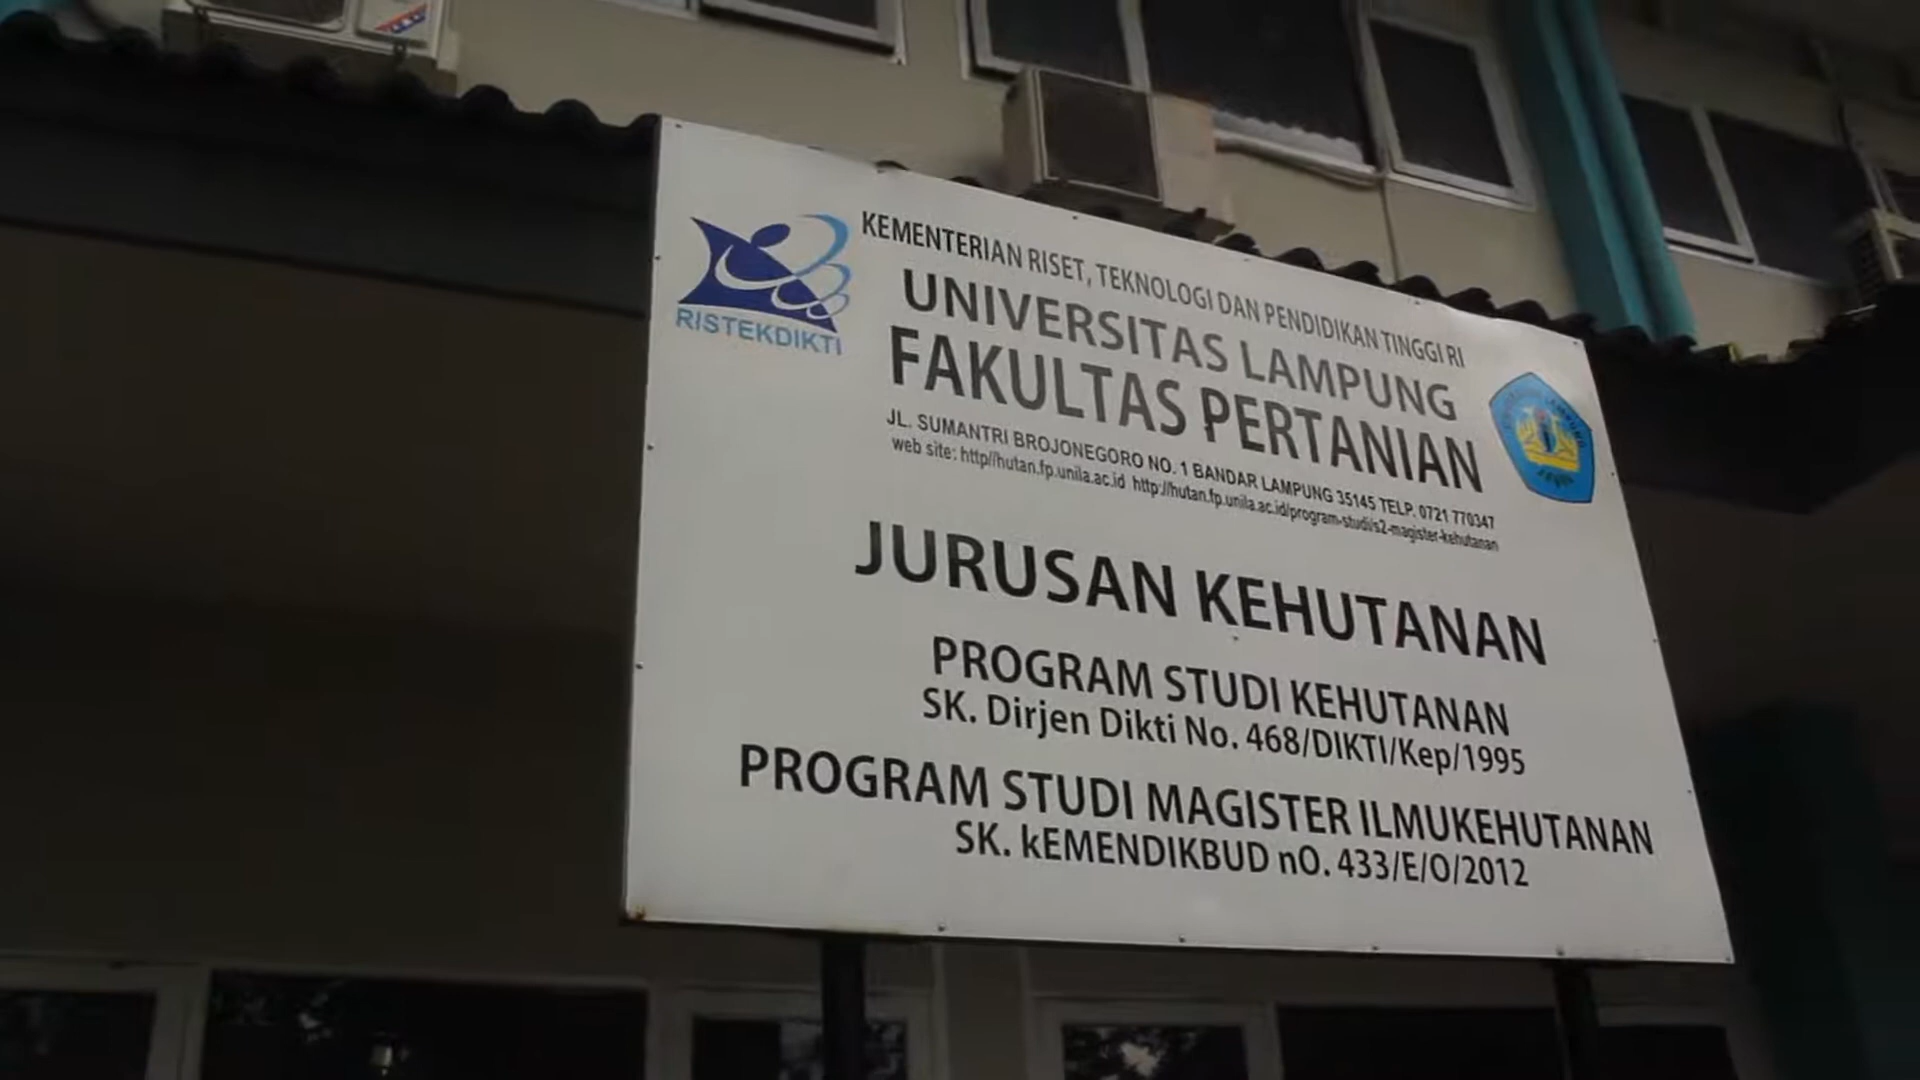 RISTEKDIKTI
KEMENTERIAN RISET, TEKNOLOGI DAN PENDIDIKAN TINGGI RI
UNIVERSITAS LAMPUNG
FAKULTAS PERTANIAN
JL. SUMANTRI BROJONEGORO NO. 1 BANDAR LAMPUNG 35145 TELP. 0721 770347
web site: http//hutan.fp.unila.ac.id http://hutan.fp.unila.ac.id/program-studi/s2-magister-kehutanan
JURUSAN KEHUTANAN
PROGRAM STUDI KEHUTANAN
SK. Dirjen Dikti No. 468/DIKTI/Kep/1995
PROGRAM STUDI MAGISTER ILMUKEHUTANAN
SK. kEMENDIKBUD nO. 433/E/O/2012